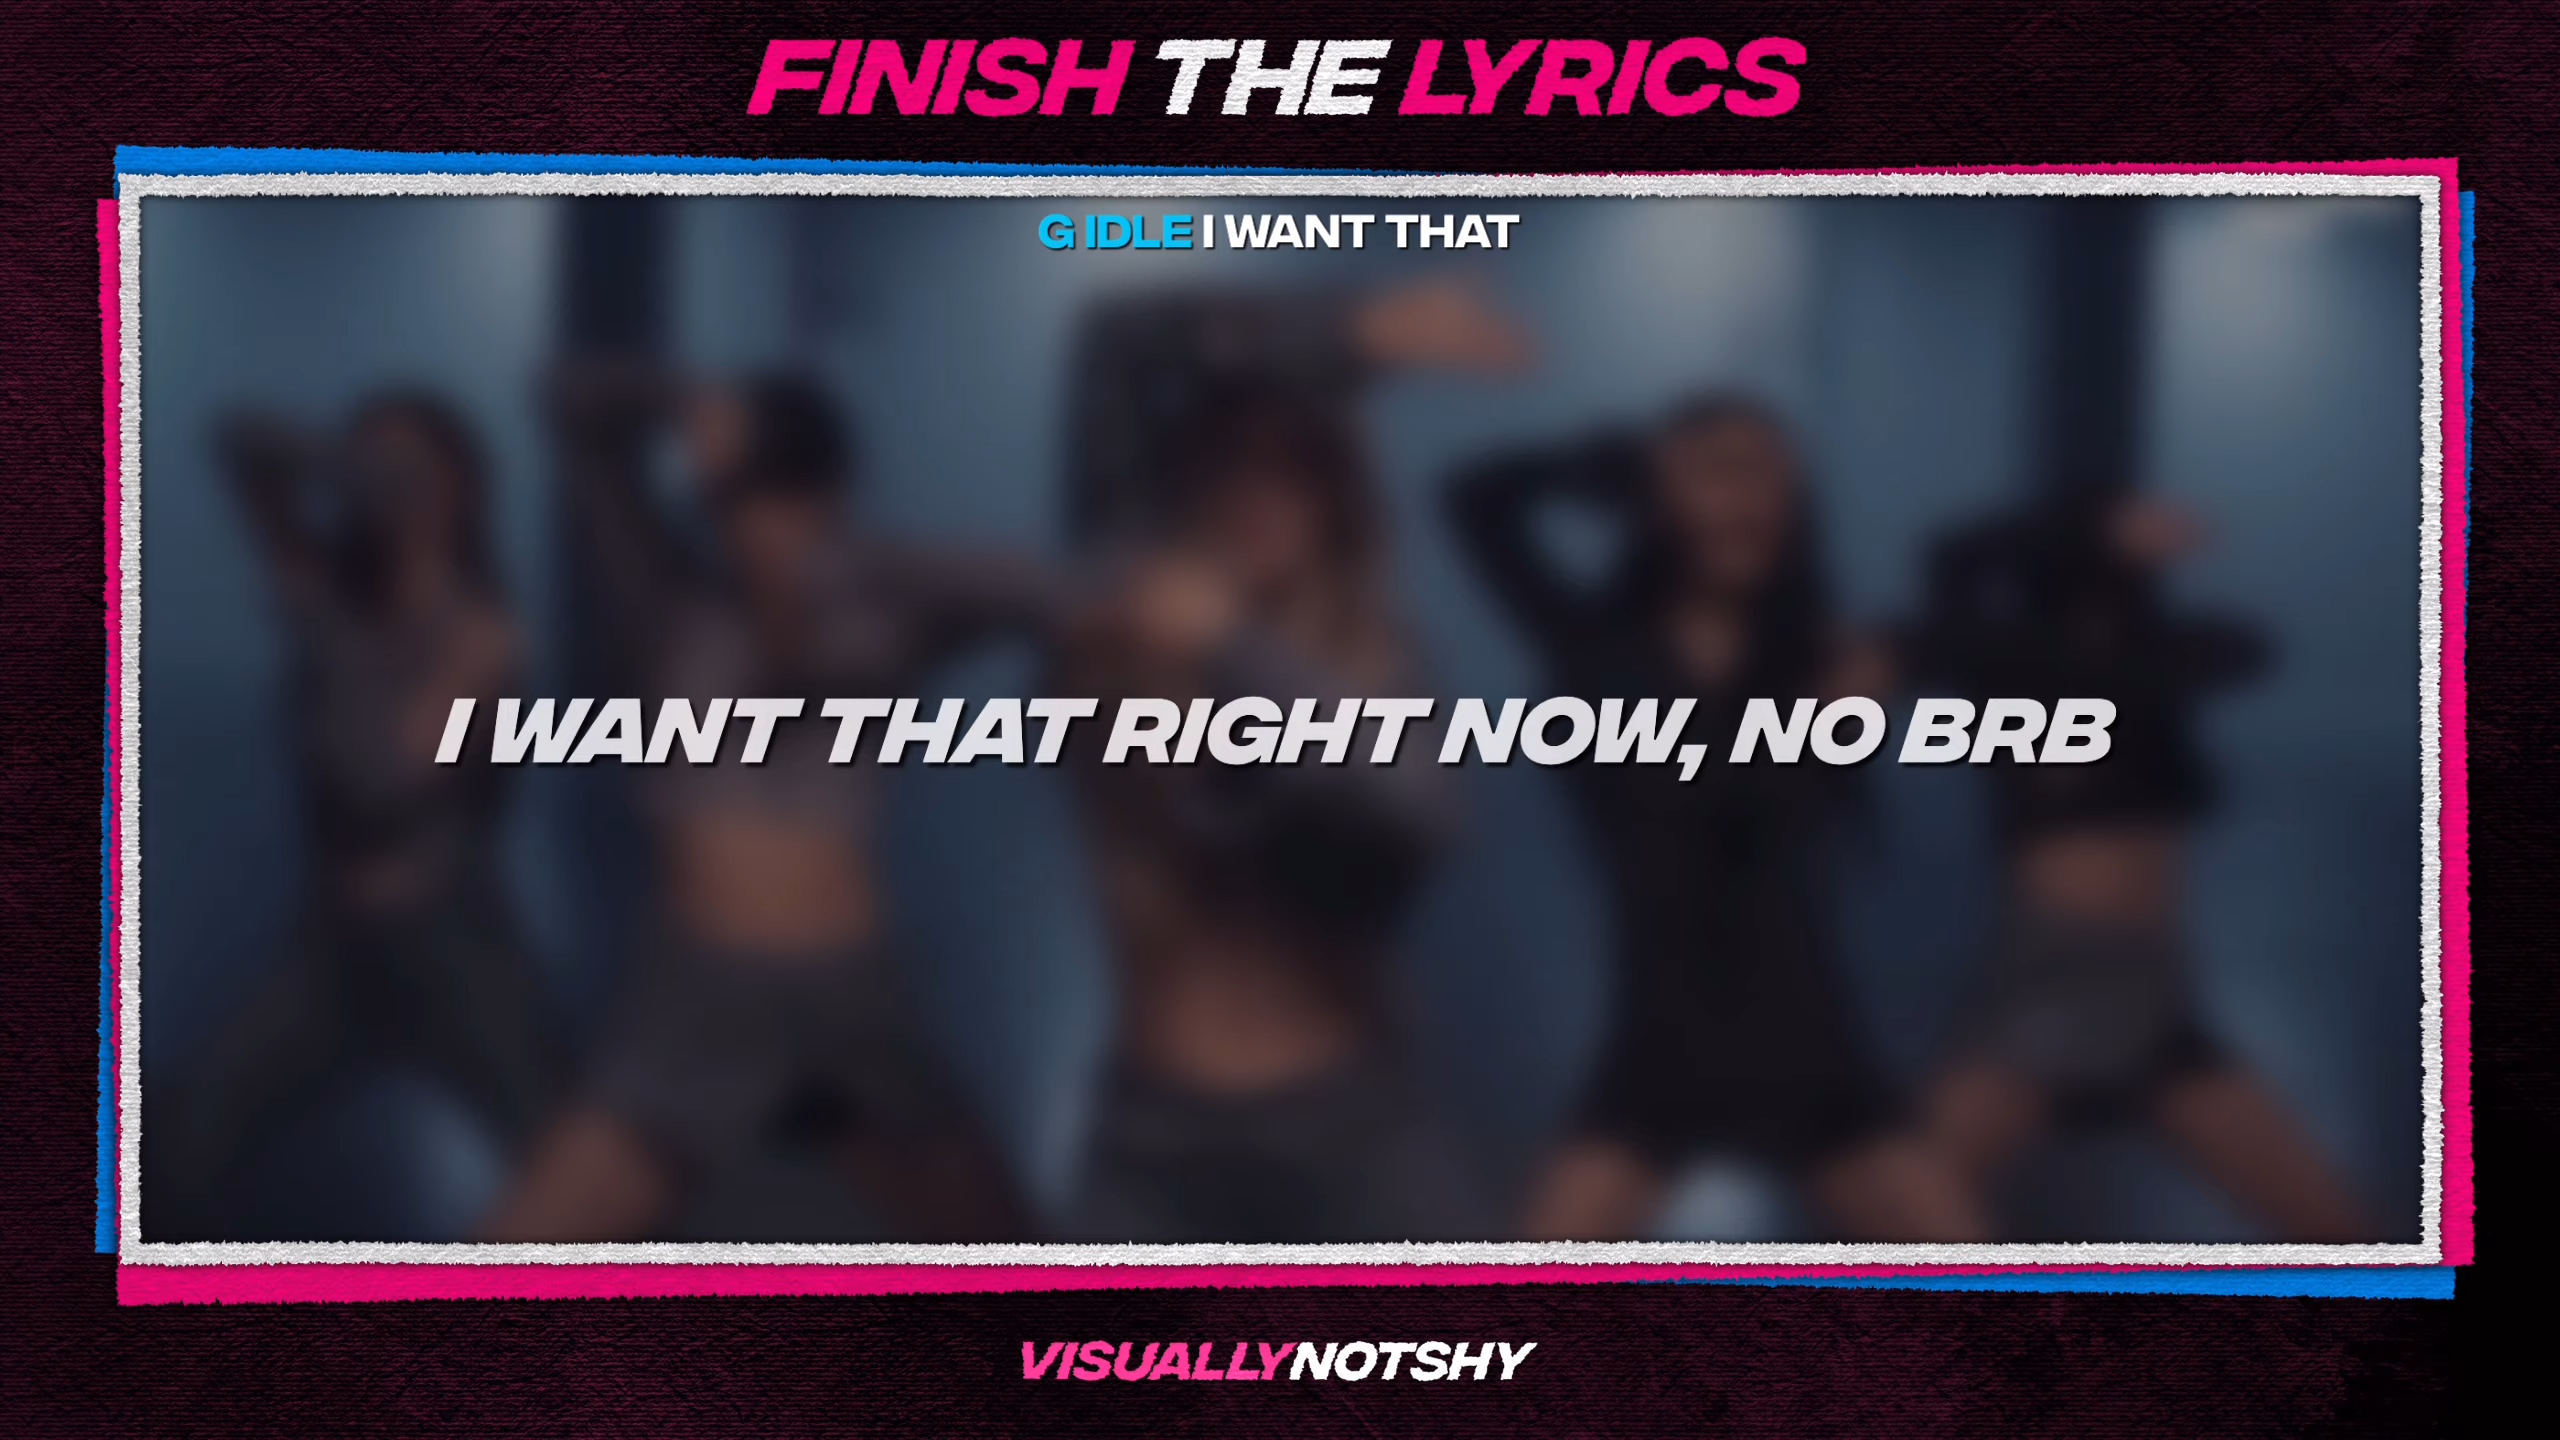 FINISH THE LYRICS
G IDLE I WANT THAT
I WANT THAT RIGHT NOW, NO BRB
VISUALLYNOTSHY